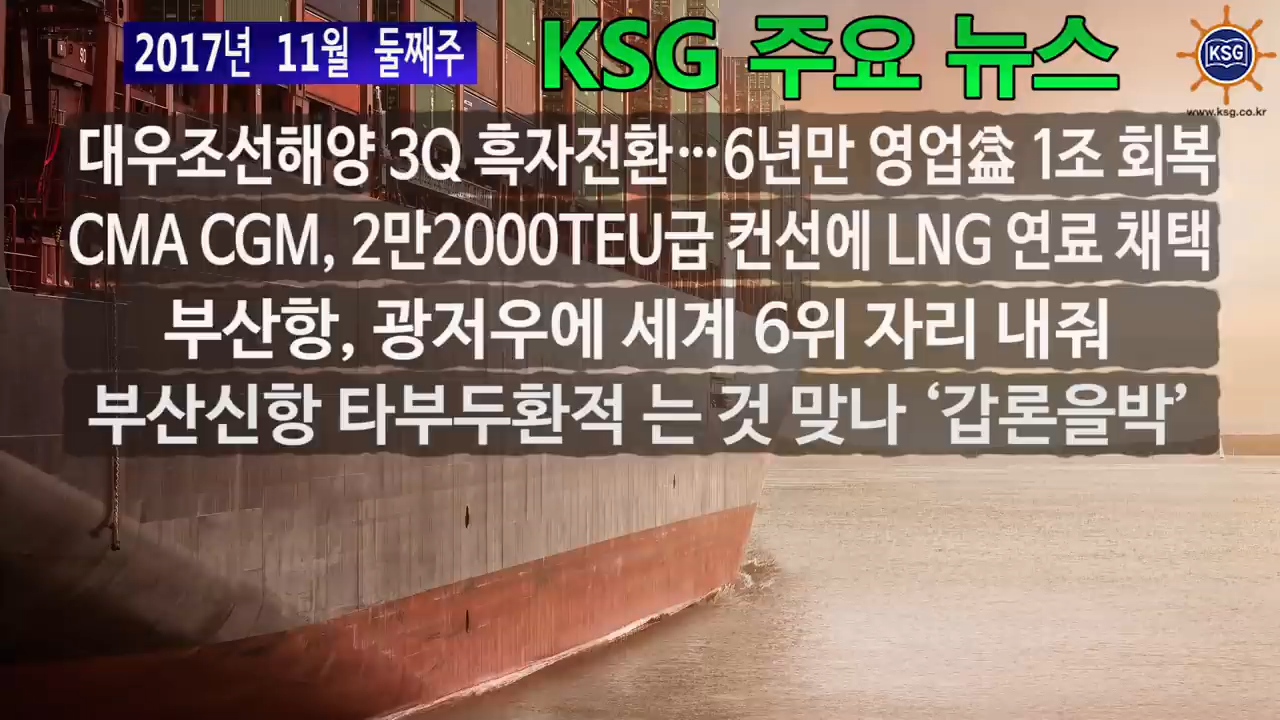 2017년 11월 둘째주
KSG 주요 뉴스
KSG
www.ksg.co.kr
대우조선해양 3Q 흑자전환…6년만 영업益 1조 회복
CMA CGM, 2만2000TEU급 컨선에 LNG 연료 채택
부산항, 광저우에 세계 6위 자리 내줘
부산신항 타부두환적 는 것 맞나 ‘갑론을박’